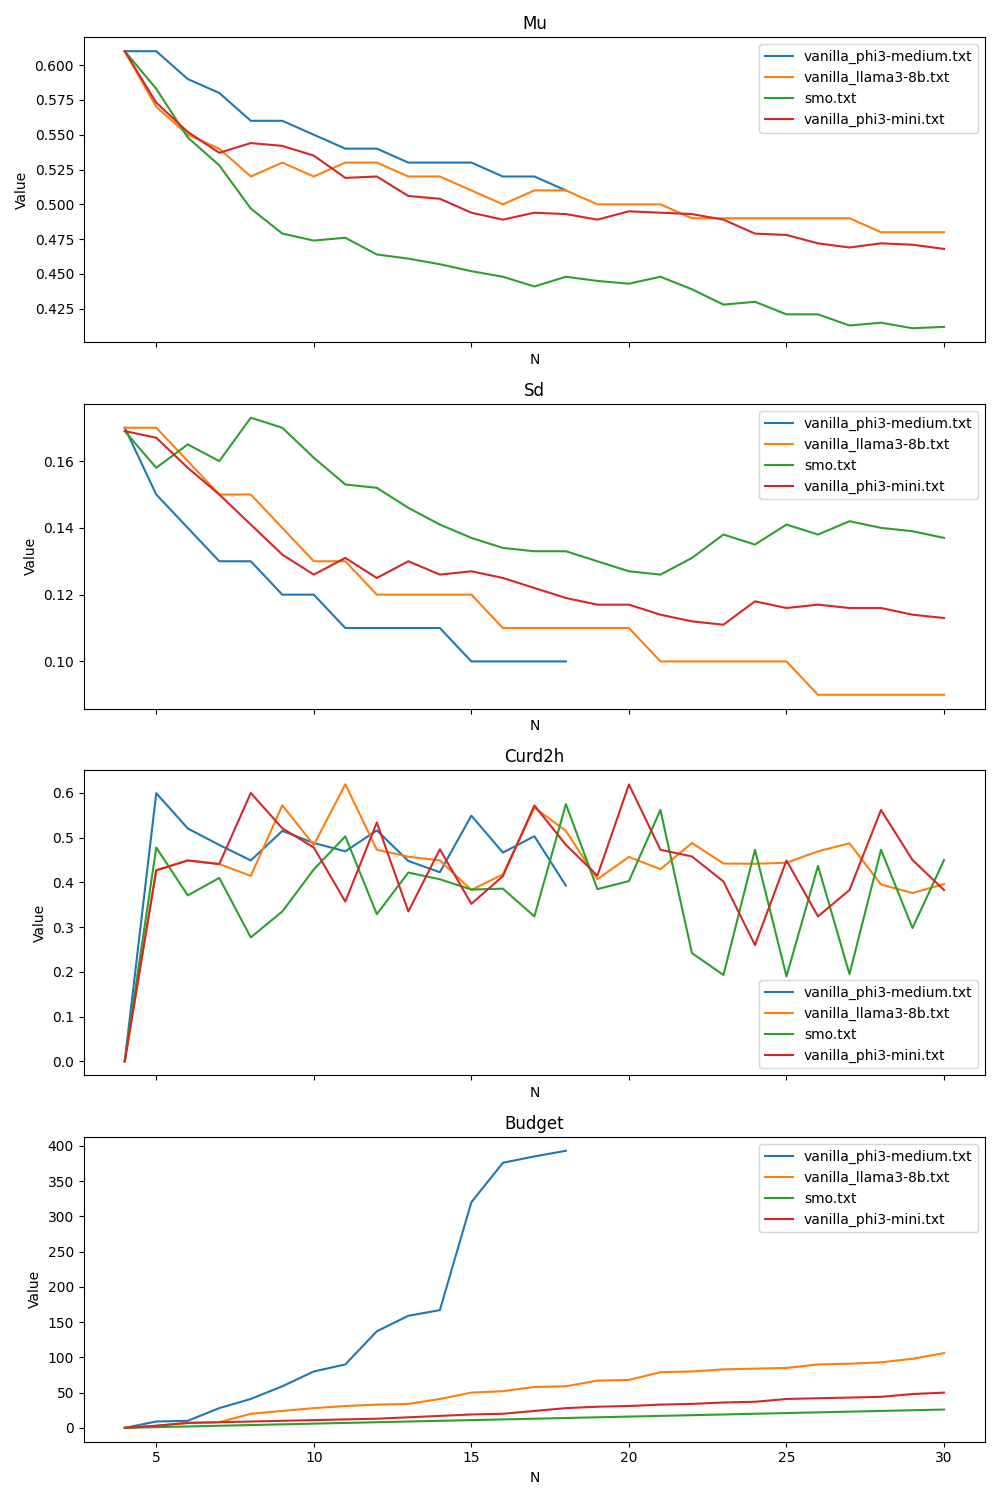 Mu
0.600
0.575
0.550
0.525
0.500
0.475
0.450
0.425
Value
N
vanilla_phi3-medium.txt
vanilla_llama3-8b.txt
smo.txt
vanilla_phi3-mini.txt
Sd
0.16
0.14
0.12
0.10
Value
N
vanilla_phi3-medium.txt
vanilla_llama3-8b.txt
smo.txt
vanilla_phi3-mini.txt
Curd2h
0.6
0.5
0.4
0.3
0.2
0.1
0.0
Value
N
vanilla_phi3-medium.txt
vanilla_llama3-8b.txt
smo.txt
vanilla_phi3-mini.txt
Budget
400
350
300
250
200
150
100
50
0
Value
vanilla_phi3-medium.txt
vanilla_llama3-8b.txt
smo.txt
vanilla_phi3-mini.txt
5 10 15 20 25 30
N